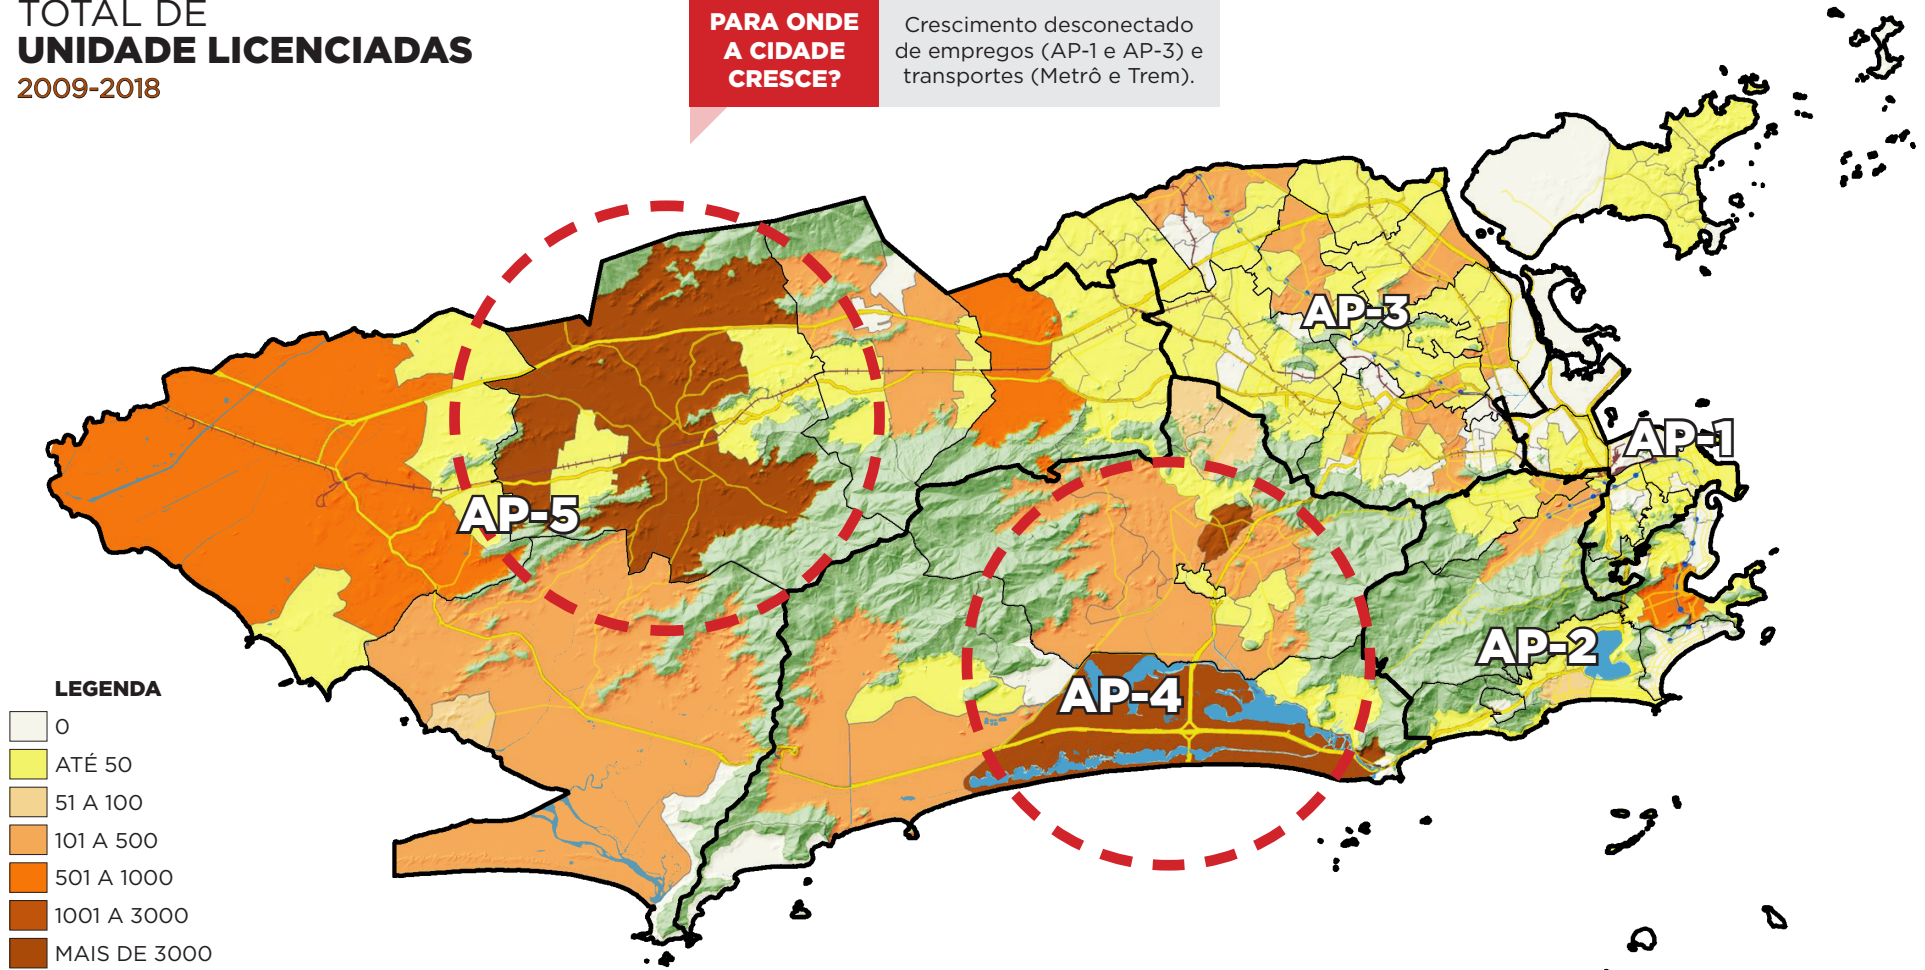 TOTAL DE
UNIDADE LICENCIADAS
2009-2018
PARA ONDE
A CIDADE
CRESCE?
Crescimento desconectado
de empregos (AP-1 e AP-3) e
transportes (Metrô e Trem).
AP-3
AP-1
AP-5
AP-2
AP-4
LEGENDA
0
ATÉ 50
51 A 100
101 A 500
501 A 1000
1001 A 3000
MAIS DE 3000